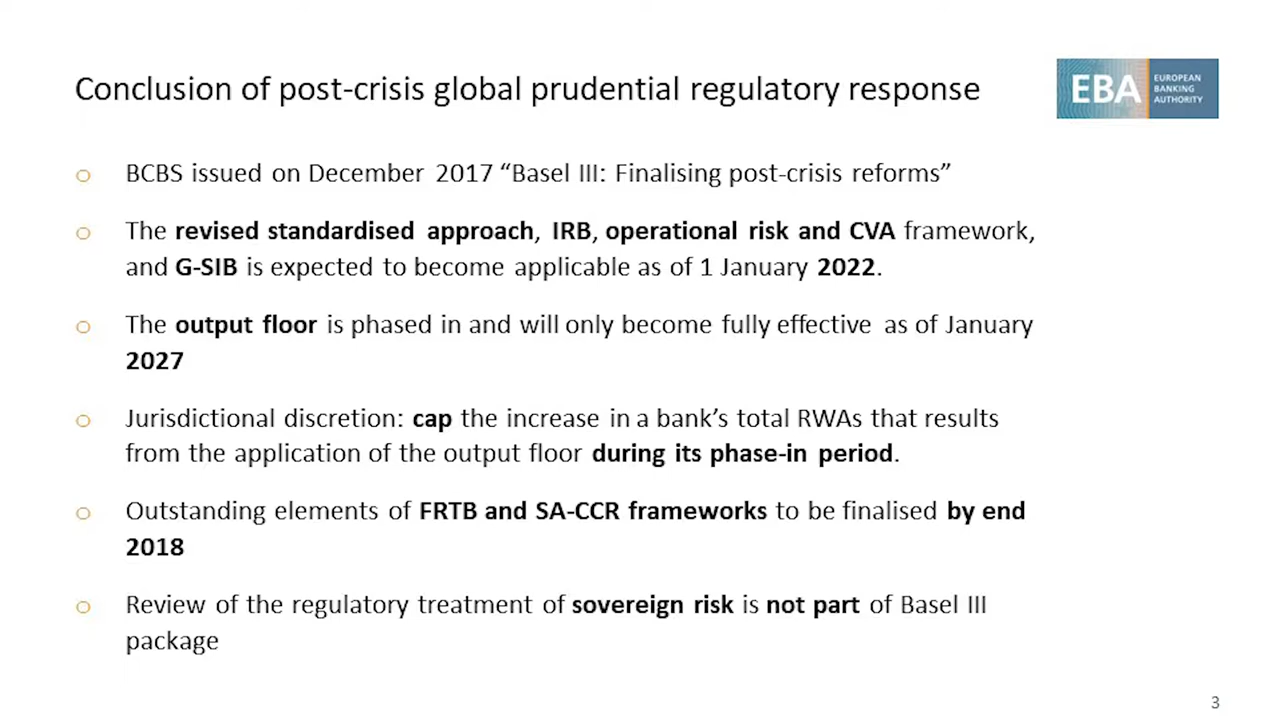 Conclusion of post-crisis global prudential regulatory response
EBA
EUROPEAN
BANKING
AUTHORITY
o BCBS issued on December 2017 “Basel III: Finalising post-crisis reforms”
o The revised standardised approach, IRB, operational risk and CVA framework,
and G-SIB is expected to become applicable as of 1 January 2022.
o The output floor is phased in and will only become fully effective as of January
2027
o Jurisdictional discretion: cap the increase in a bank’s total RWAs that results
from the application of the output floor during its phase-in period.
o Outstanding elements of FRTB and SA-CCR frameworks to be finalised by end
2018
o Review of the regulatory treatment of sovereign risk is not part of Basel III
package
3